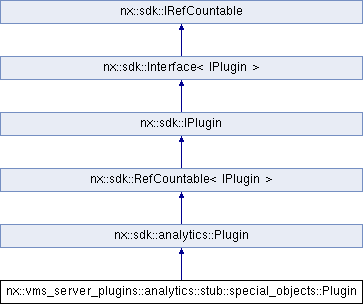 nx::sdk::IRefCountable
nx::sdk::Interface< IPlugin >
nx::sdk::IPlugin
nx::sdk::RefCountable< IPlugin >
nx::sdk::analytics::Plugin
nx::vms_server_plugins::analytics::stub::special_objects::Plugin